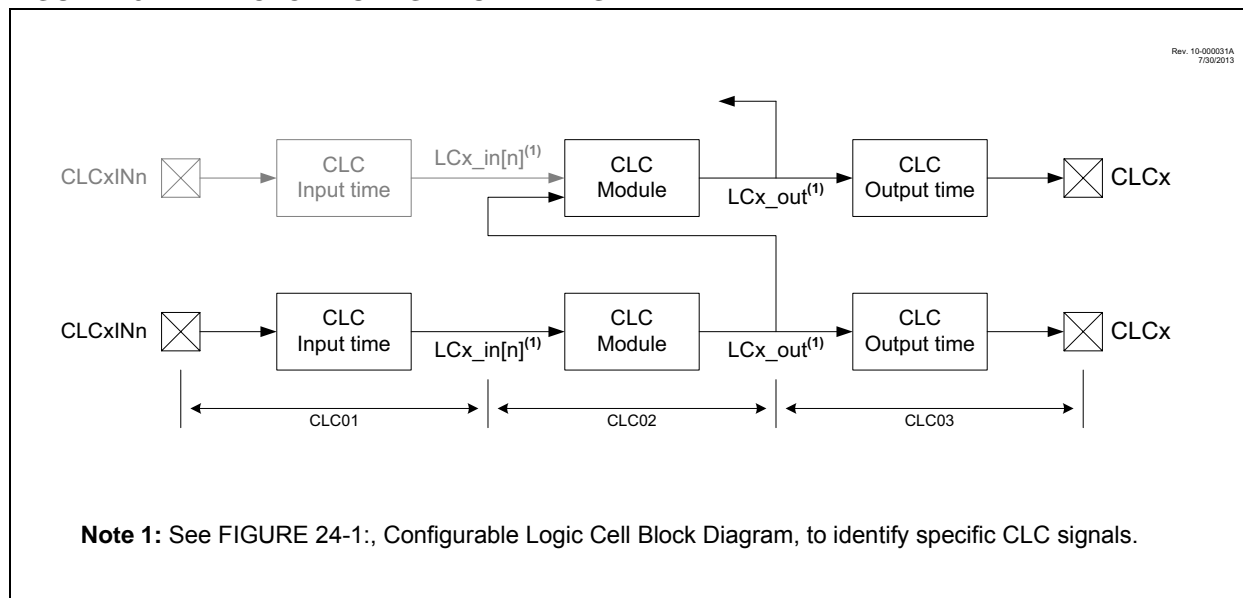 Rev. 10-000031A
7/30/2013
CLCxINn
CLC
Input time
LCx_in[n](1)
CLC
Module
LCx_out(1)
CLC
Output time
CLCx
CLCxINn
CLC
Input time
LCx_in[n](1)
CLC
Module
LCx_out(1)
CLC
Output time
CLCx
CLC01
CLC02
CLC03
Note 1: See FIGURE 24-1:, Configurable Logic Cell Block Diagram, to identify specific CLC signals.